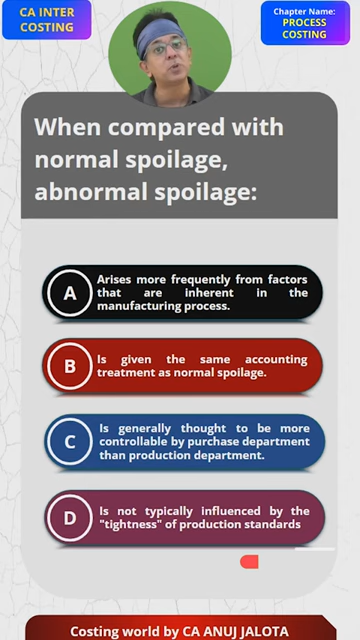 CA INTER
COSTING
Chapter Name:
PROCESS
COSTING
When compared with
normal spoilage,
abnormal spoilage:
A
Arises more frequently from factors
that are inherent in the
manufacturing process.
B
Is given the same accounting
treatment as normal spoilage.
C
Is generally thought to be more
controllable by purchase department
than production department.
D
Is not typically influenced by the
"tightness" of production standards
Costing world by CA ANUJ JALOTA